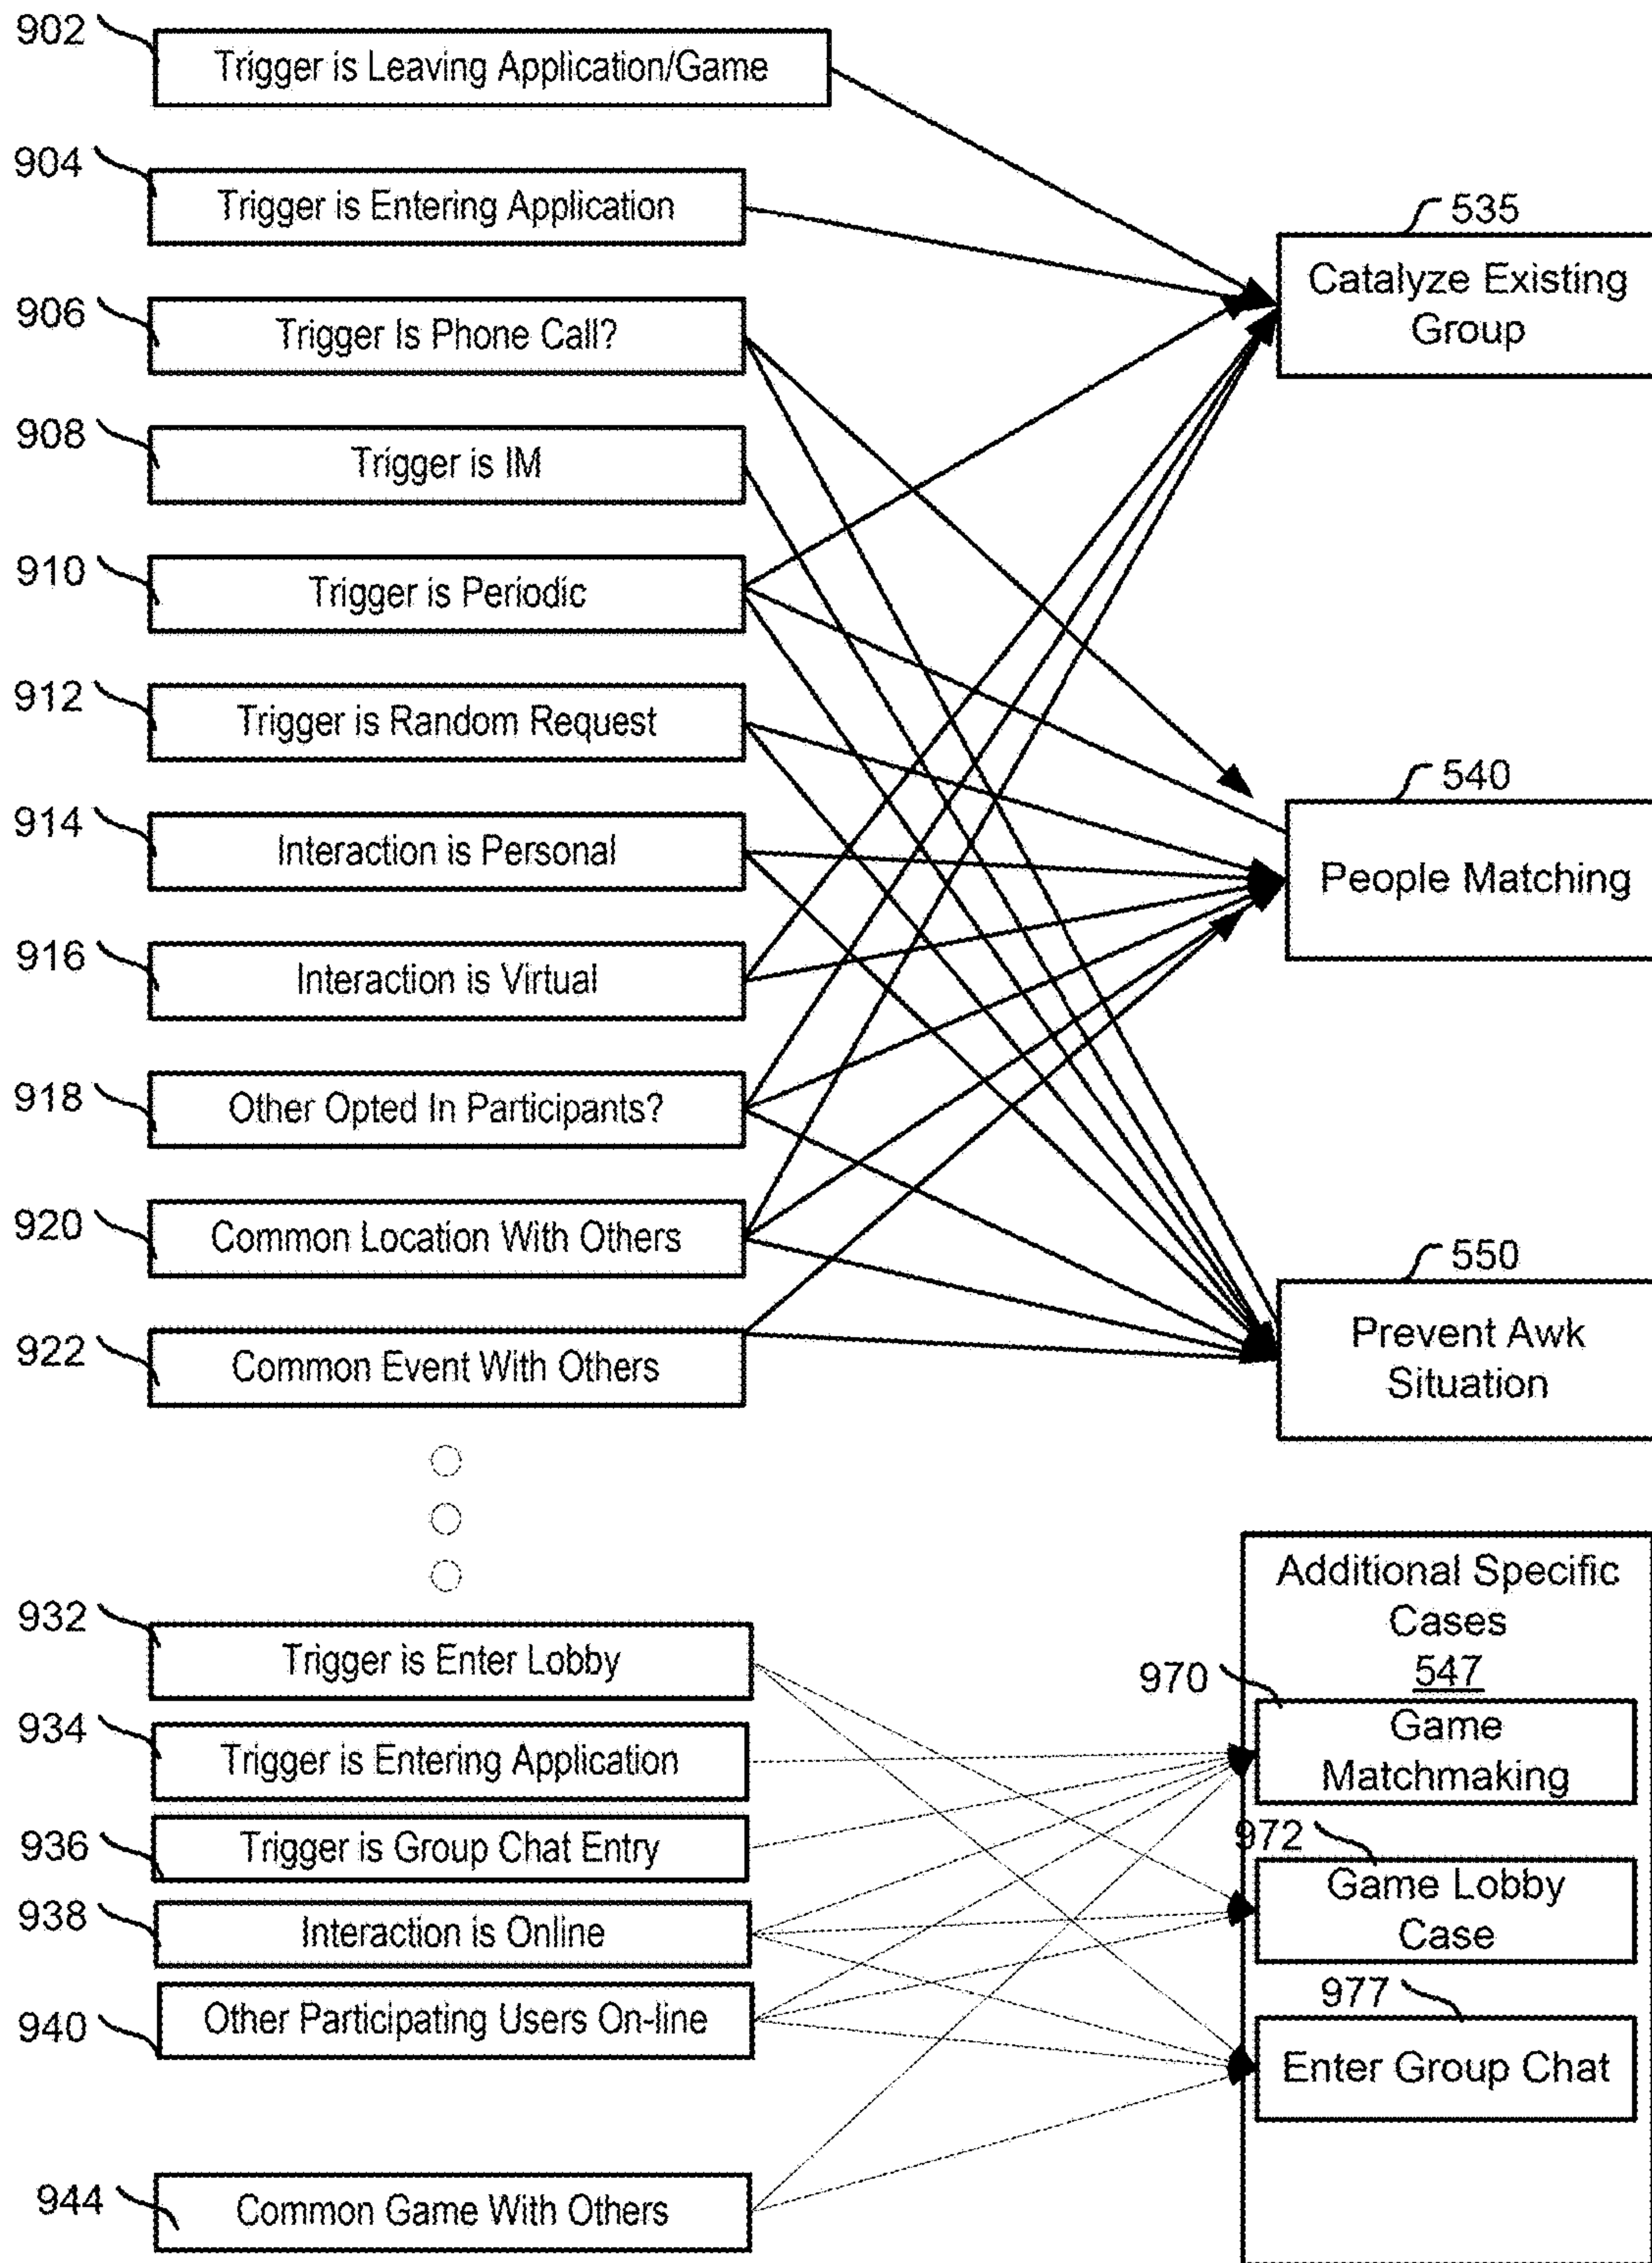 902
Trigger is Leaving Application/Game
904
Trigger is Entering Application
535
Catalyze Existing
Group
906
Trigger Is Phone Call?
908
Trigger is IM
910
Trigger is Periodic
912
Trigger is Random Request
540
People Matching
914
Interaction is Personal
916
Interaction is Virtual
918
Other Opted In Participants?
920
Common Location With Others
550
Prevent Awk
Situation
922
Common Event With Others
Additional Specific
Cases
547
932
Trigger is Enter Lobby
970
Game
Matchmaking
934
Trigger is Entering Application
936
Trigger is Group Chat Entry
972
Game Lobby
Case
938
Interaction is Online
940
Other Participating Users On-line
977
Enter Group Chat
944
Common Game With Others